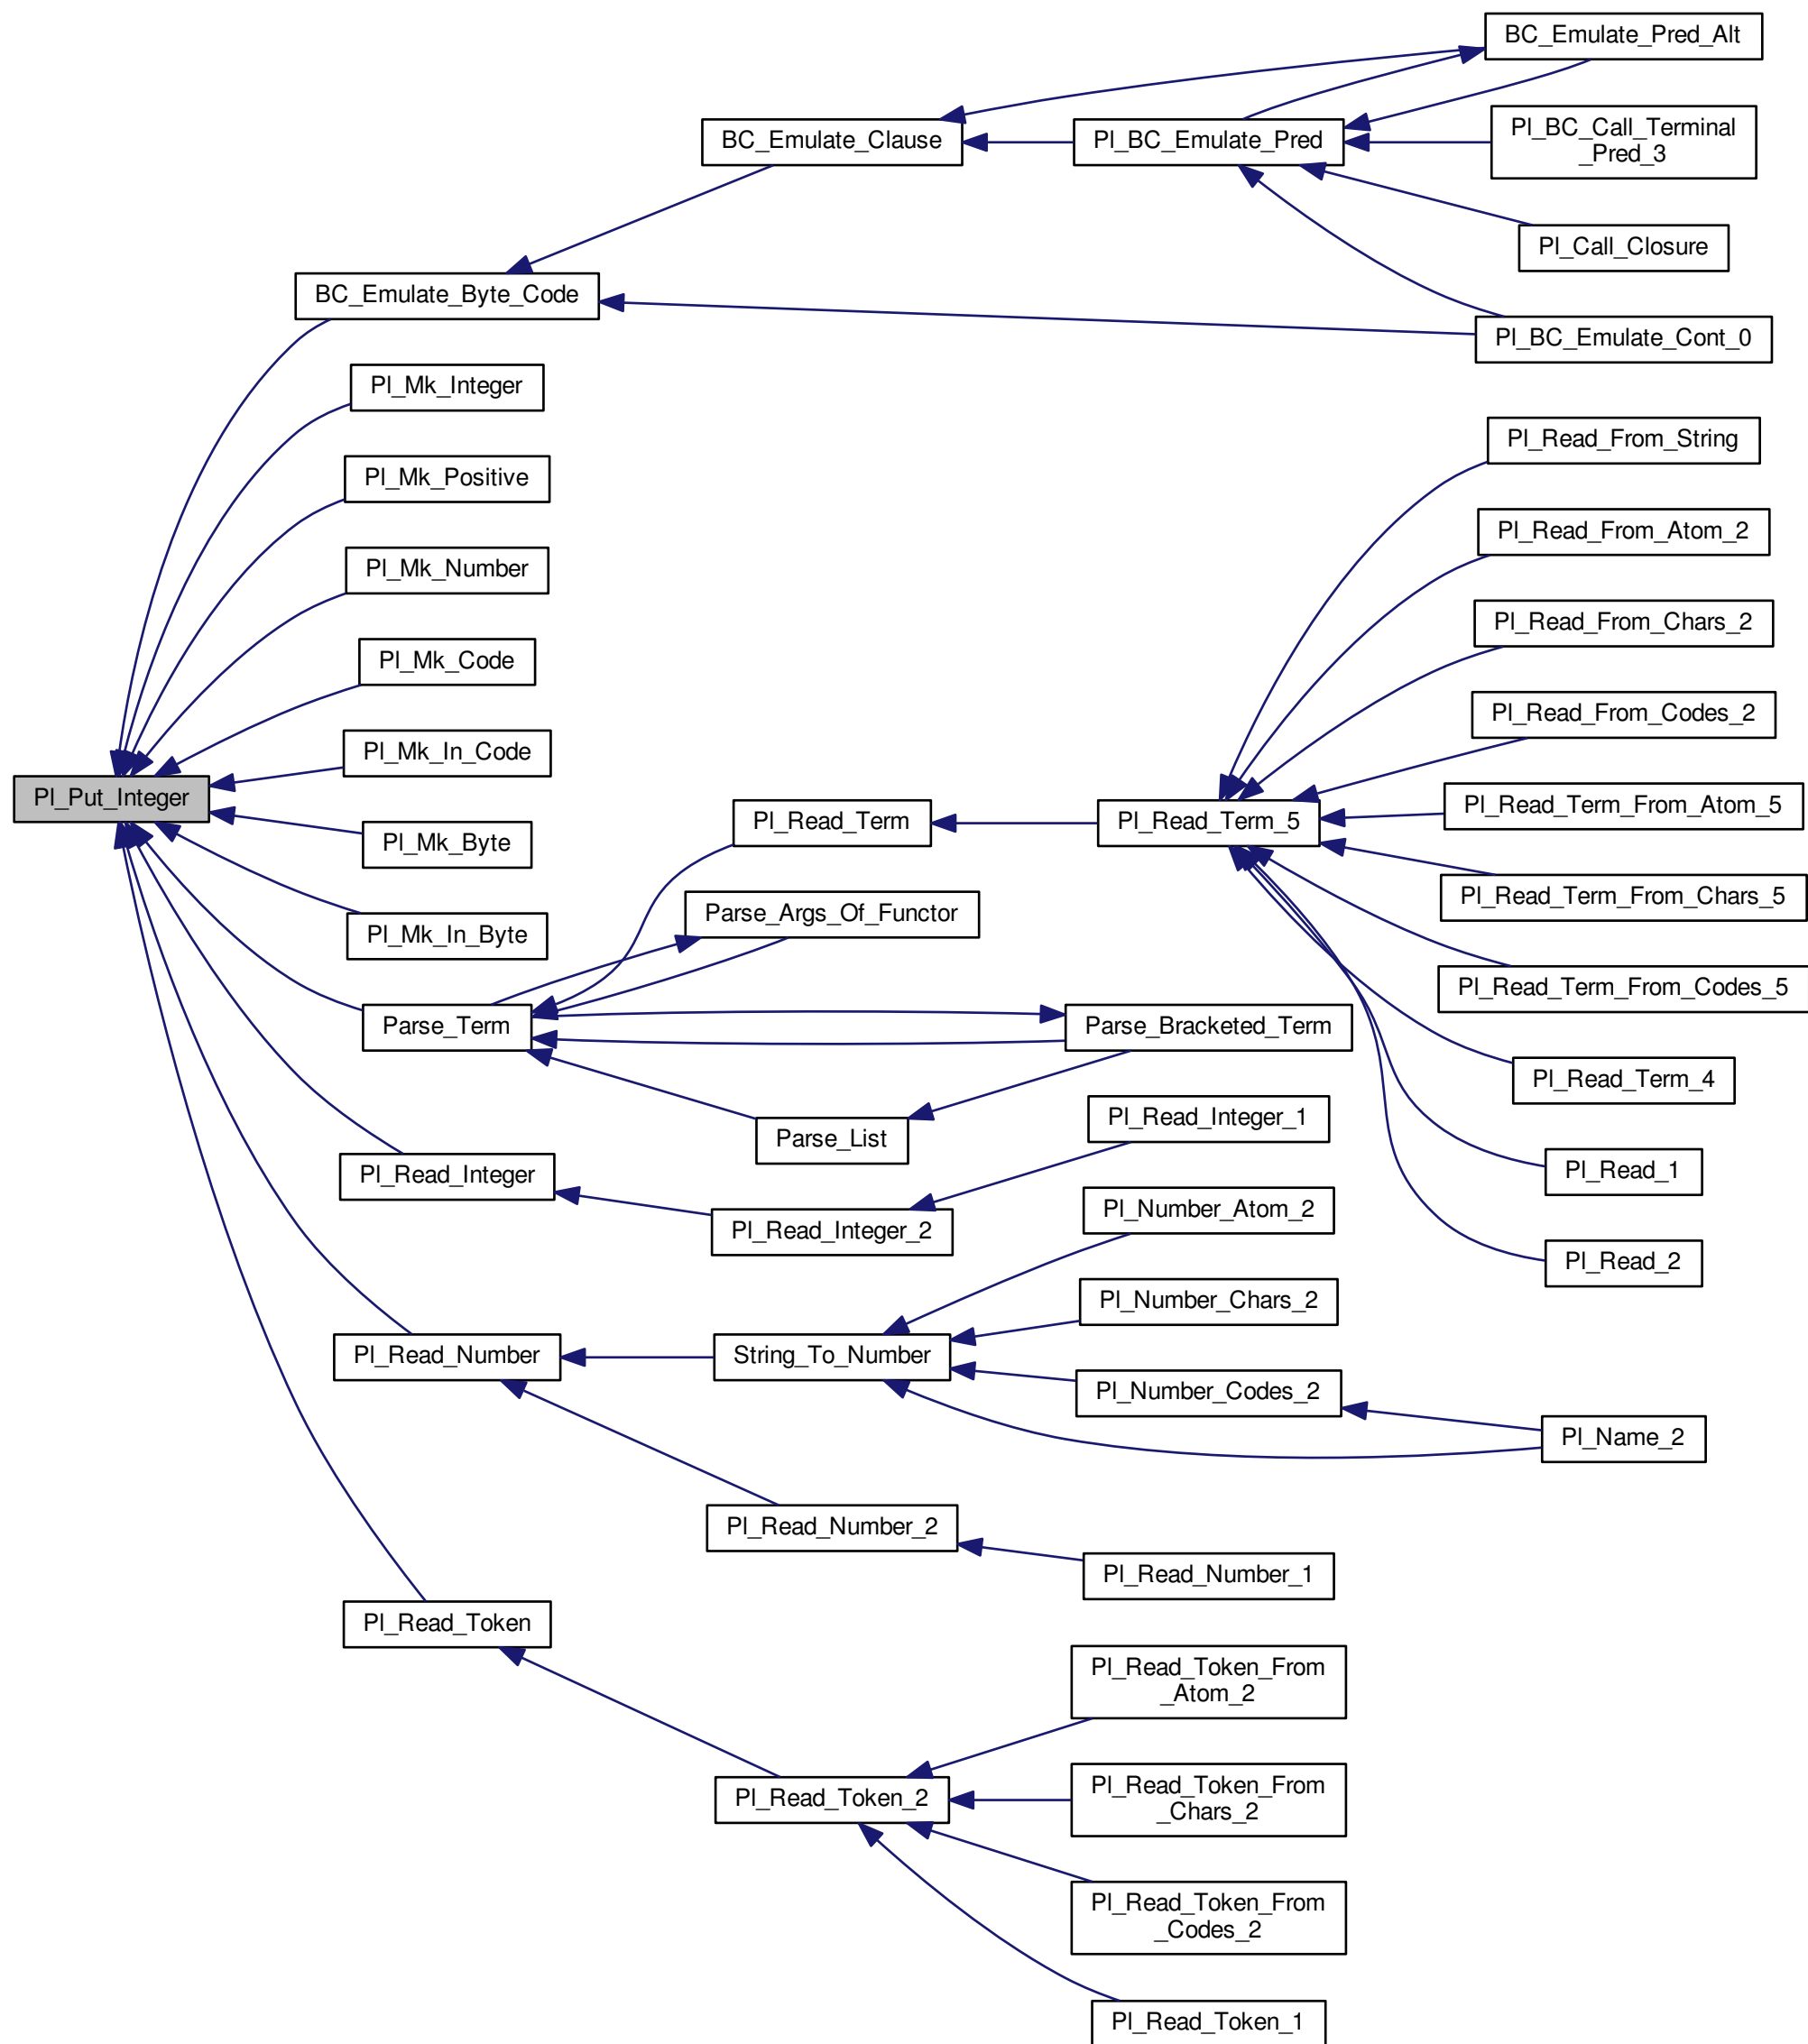 BC_Emulate_Pred_Alt
BC_Emulate_Clause
Pl_BC_Emulate_Pred
Pl_BC_Call_Terminal
_Pred_3
Pl_Call_Closure
BC_Emulate_Byte_Code
Pl_BC_Emulate_Cont_0
Pl_Mk_Integer
Pl_Read_From_String
Pl_Mk_Positive
Pl_Read_From_Atom_2
Pl_Mk_Number
Pl_Read_From_Chars_2
Pl_Mk_Code
Pl_Read_From_Codes_2
Pl_Mk_In_Code
Pl_Put_Integer
Pl_Read_Term
Pl_Read_Term_5
Pl_Read_Term_From_Atom_5
Pl_Mk_Byte
Pl_Read_Term_From_Chars_5
Parse_Args_Of_Functor
Pl_Mk_In_Byte
Pl_Read_Term_From_Codes_5
Parse_Term
Parse_Bracketed_Term
Pl_Read_Term_4
Pl_Read_Integer_1
Parse_List
Pl_Read_1
Pl_Read_Integer
Pl_Number_Atom_2
Pl_Read_Integer_2
Pl_Read_2
Pl_Number_Chars_2
Pl_Read_Number
String_To_Number
Pl_Number_Codes_2
Pl_Name_2
Pl_Read_Number_2
Pl_Read_Number_1
Pl_Read_Token
Pl_Read_Token_From
_Atom_2
Pl_Read_Token_2
Pl_Read_Token_From
_Chars_2
Pl_Read_Token_From
_Codes_2
Pl_Read_Token_1